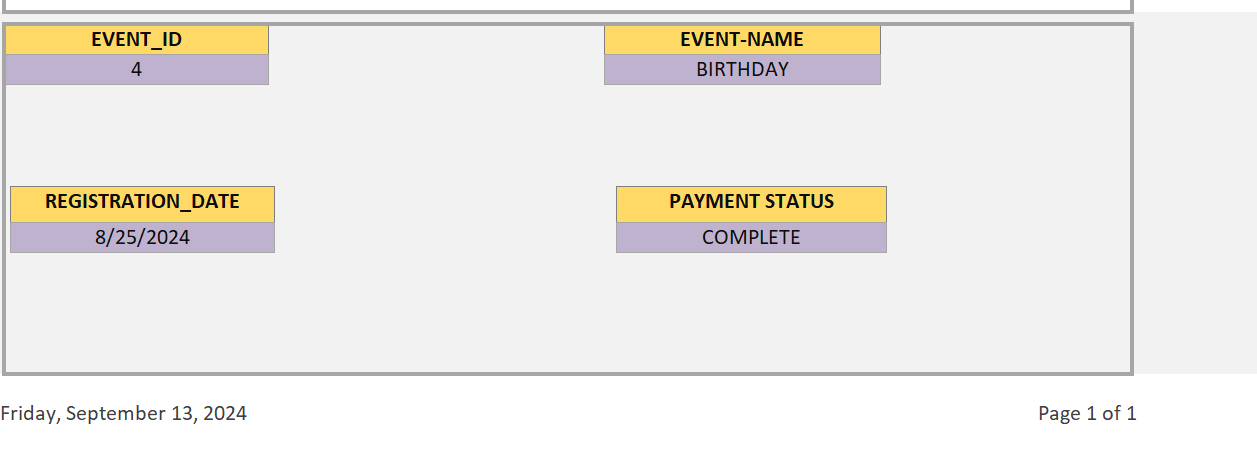 EVENT_ID EVENT-NAME
4 BIRTHDAY
REGISTRATION_DATE PAYMENT STATUS
8/25/2024 COMPLETE
Friday, September 13, 2024 Page 1 of 1